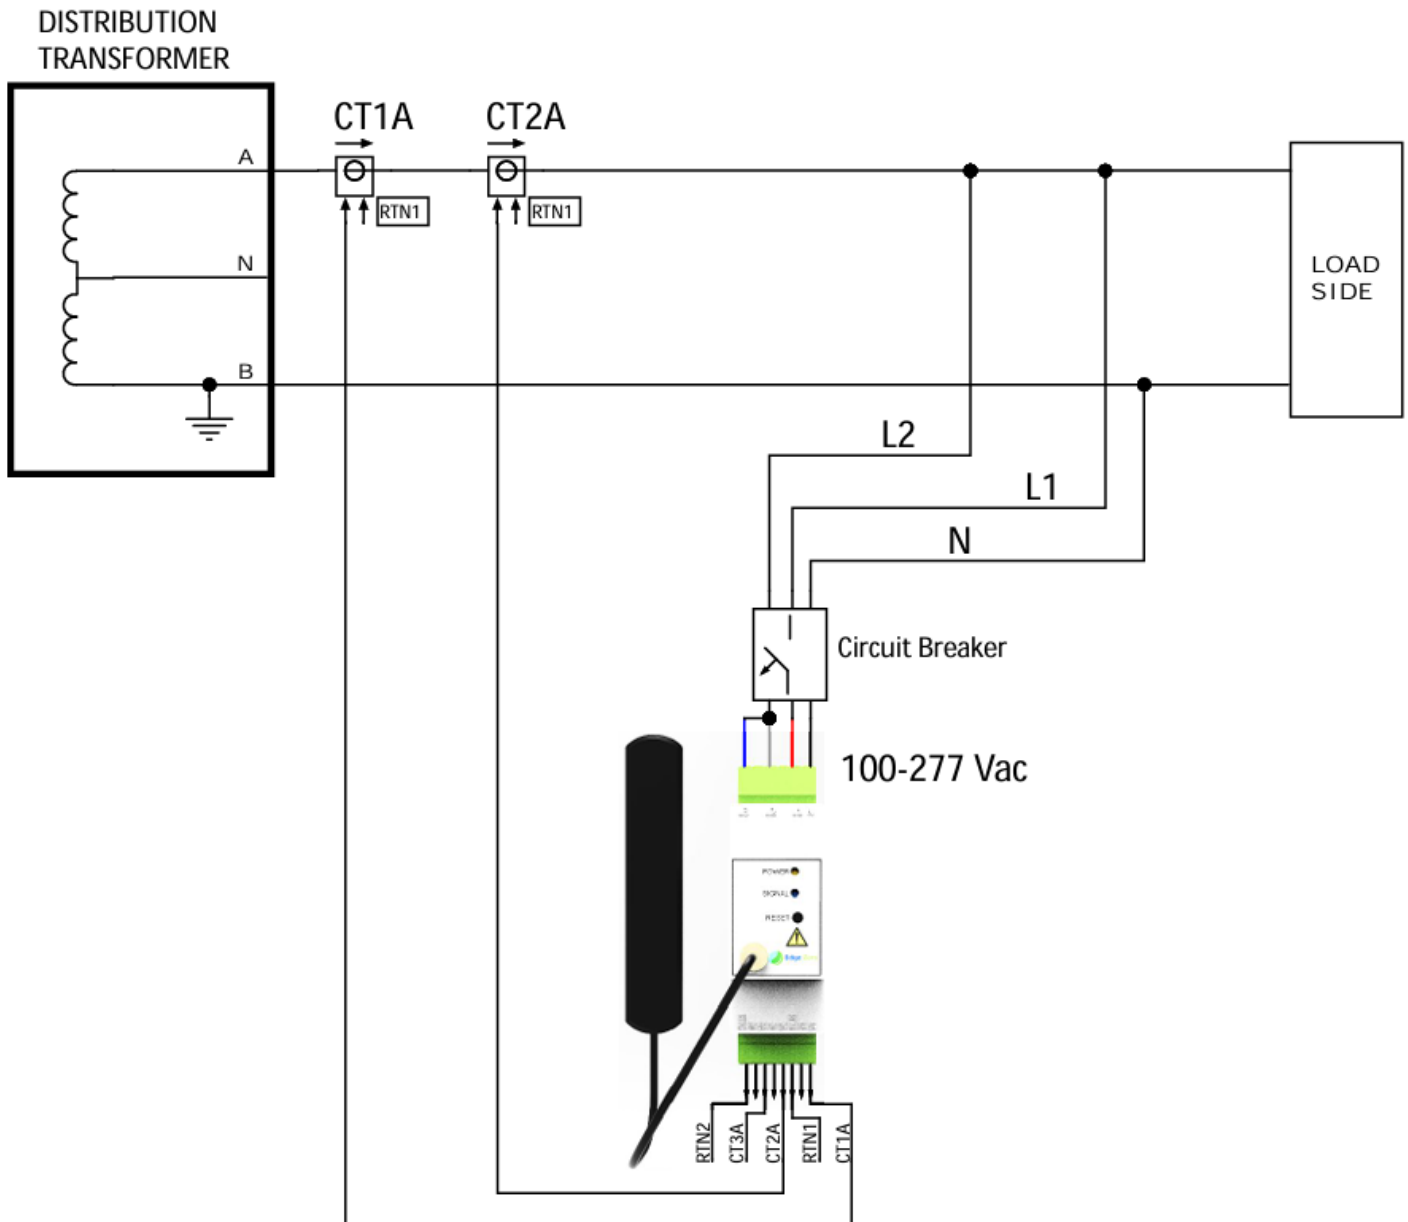 DISTRIBUTION
TRANSFORMER
CT1A
CT2A
A
RTN1
RTN1
N
LOAD
SIDE
B
L2
L1
N
Circuit Breaker
100-277 Vac
POWER
SIGNAL
RESET
RTN2
CT3A
CT2A
RTN1
CT1A